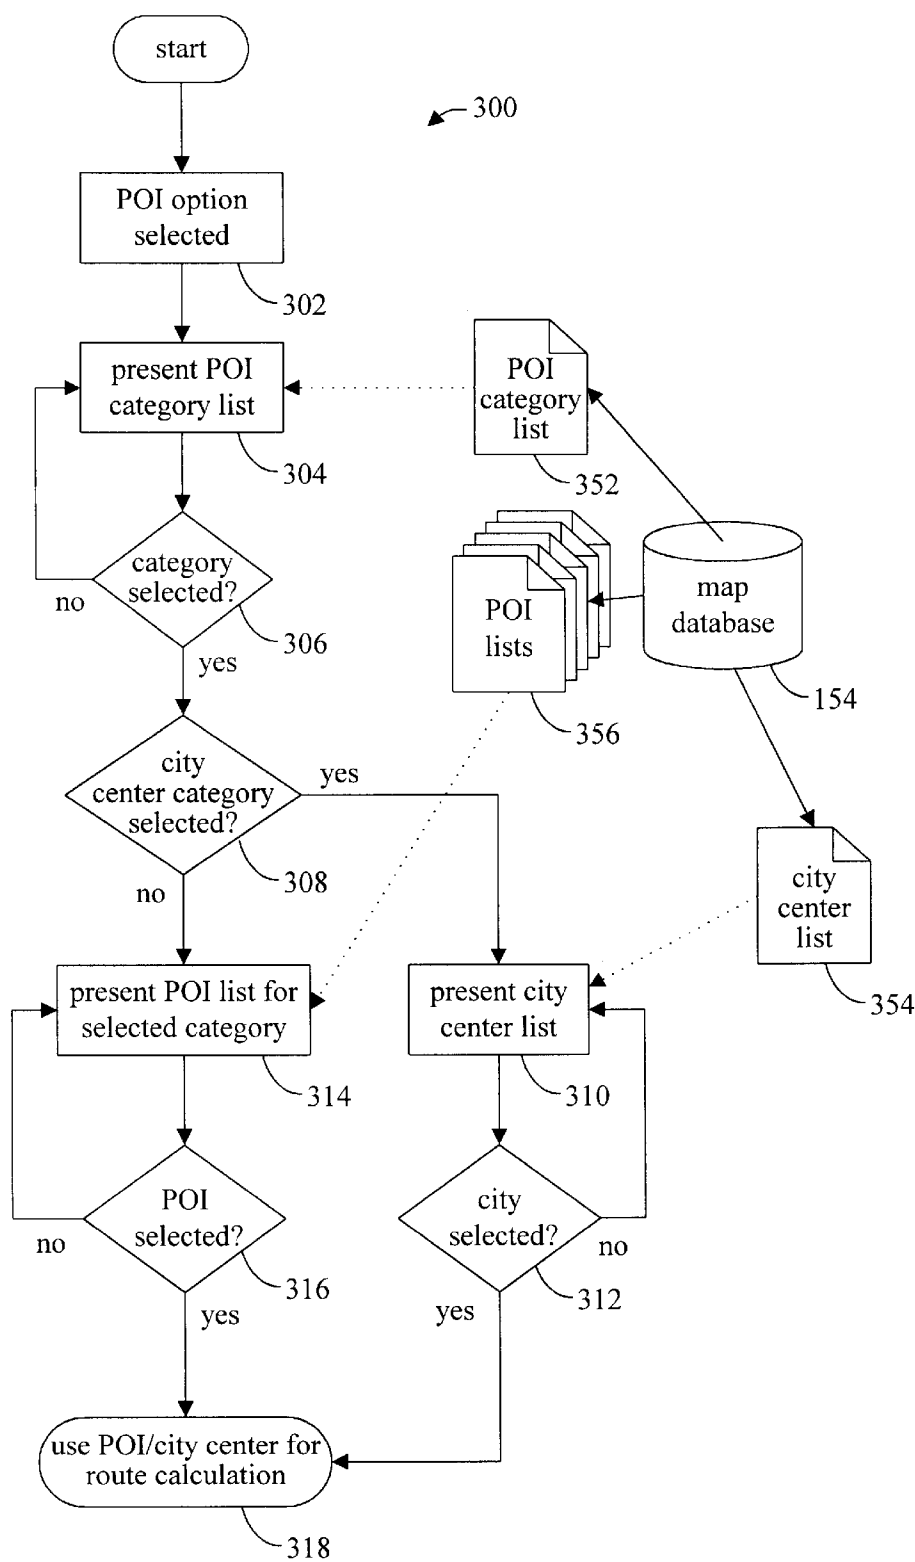 start
300
POI option
selected
302
present POI
category list
304
POI
category
list
352
category
selected?
no
306
yes
POI
lists
356
map
database
154
city
center category
selected?
yes
308
no
city
center
list
354
present POI list for
selected category
314
present city
center list
310
POI
selected?
no
316
yes
city
selected?
no
312
yes
use POI/city center for
route calculation
318